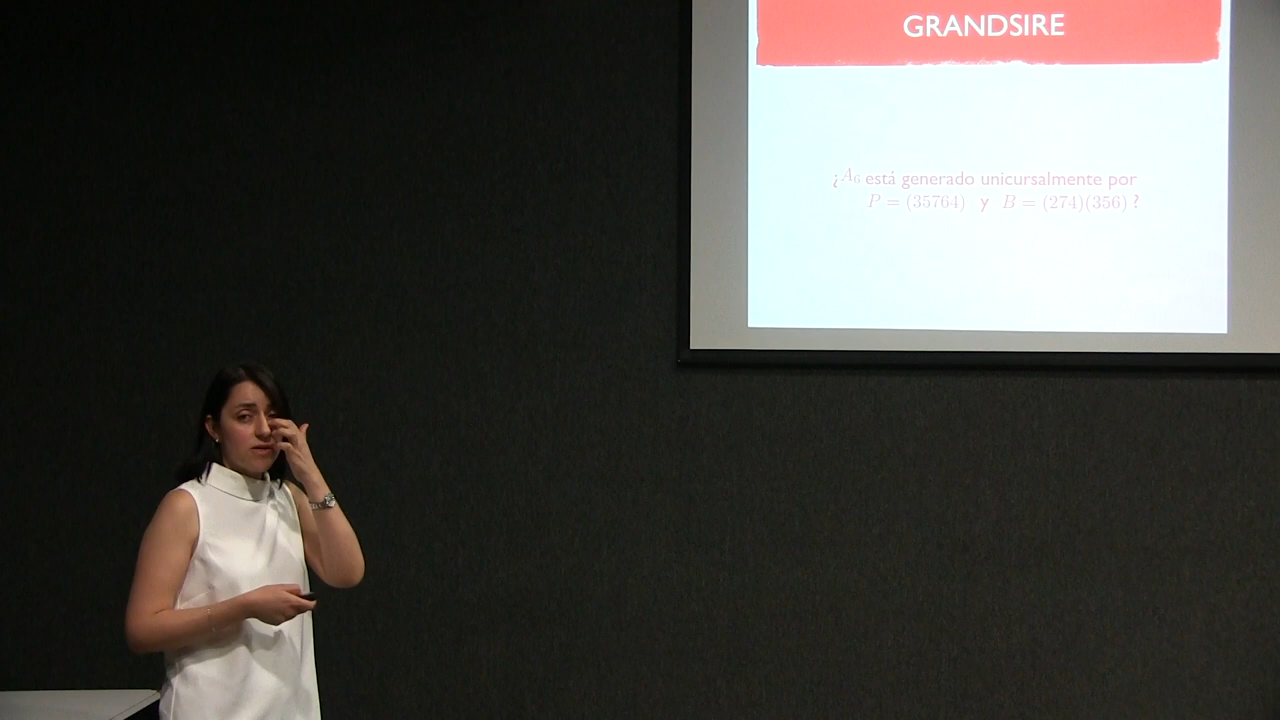 GRANDSIRE
¿A₆ está generado unicursalmente por
P = (35764) y B = (274)(356) ?